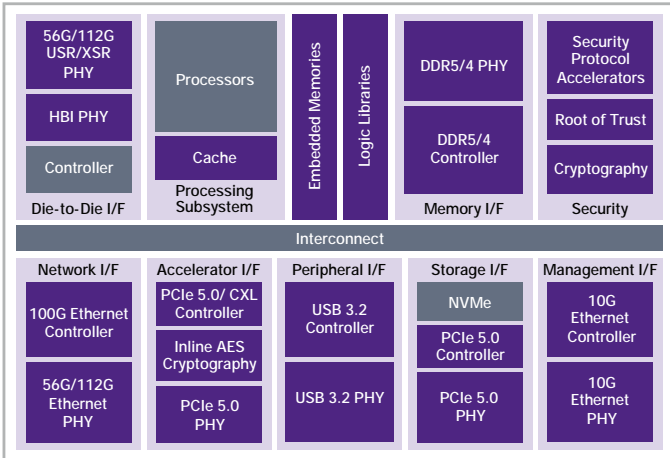 56G/112G
USR/XSR
PHY
HBI PHY
Controller
Die-to-Die I/F
Processors
Cache
Processing
Subsystem
Embedded Memories
Logic Libraries
DDR5/4 PHY
DDR5/4
Controller
Memory I/F
Security
Protocol
Accelerators
Root of Trust
Cryptography
Security
Interconnect
Network I/F
100G Ethernet
Controller
56G/112G
Ethernet
PHY
Accelerator I/F
PCIe 5.0/ CXL
Controller
Inline AES
Cryptography
PCIe 5.0
PHY
Peripheral I/F
USB 3.2
Controller
USB 3.2 PHY
Storage I/F
NVMe
PCIe 5.0
Controller
PCIe 5.0
PHY
Management I/F
10G
Ethernet
Controller
10G
Ethernet
PHY